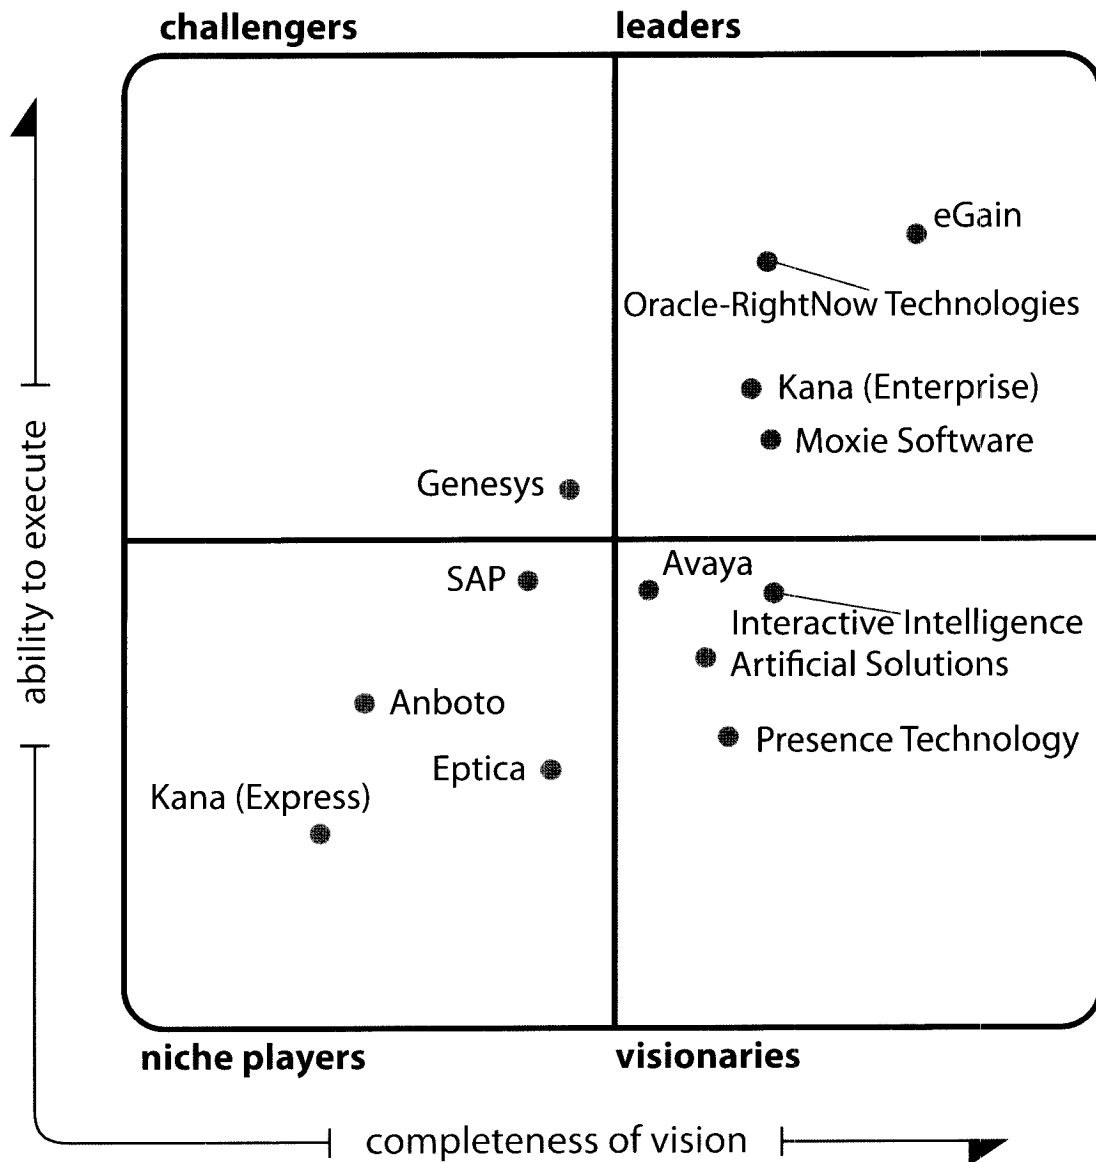 challengers
leaders
eGain
Oracle-RightNow Technologies
Kana (Enterprise)
Moxie Software
Genesys
SAP
Avaya
Interactive Intelligence
Artificial Solutions
Anboto
Presence Technology
Eptica
Kana (Express)
niche players
visionaries
ability to execute
completeness of vision